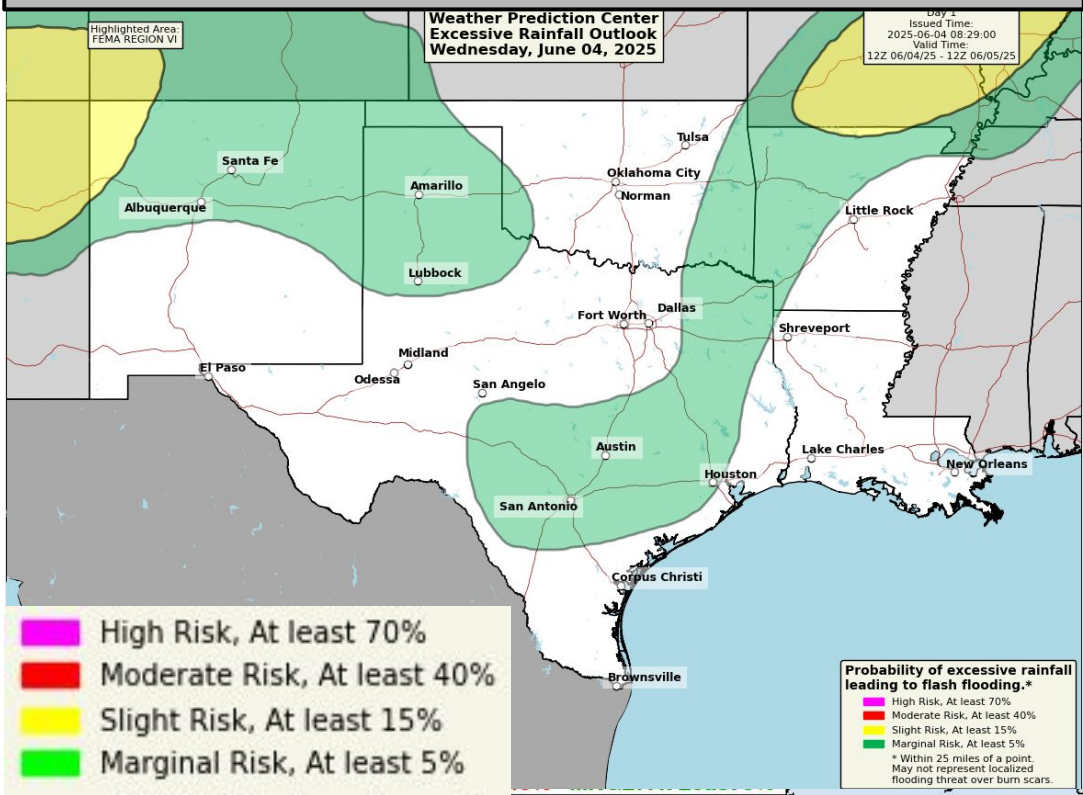 Highlighted Area:
FEMA REGION VI
Weather Prediction Center
Excessive Rainfall Outlook
Wednesday, June 04, 2025
Day 1
Issued Time:
2025-06-04 08:29:00
Valid Time:
12Z 06/04/25 - 12Z 06/05/25
Tulsa
Santa Fe
Oklahoma City
Amarillo
Norman
Albuquerque
Little Rock
Lubbock
Fort Worth
Dallas
Shreveport
Midland
El Paso
Odessa
San Angelo
Austin
Lake Charles
New Orleans
Houston
San Antonio
Corpus Christi
Brownsville
High Risk, At least 70%
Moderate Risk, At least 40%
Slight Risk, At least 15%
Marginal Risk, At least 5%
Probability of excessive rainfall
leading to flash flooding.*
High Risk, At least 70%
Moderate Risk, At least 40%
Slight Risk, At least 15%
Marginal Risk, At least 5%
* Within 25 miles of a point.
May not represent localized
flooding threat over burn scars.